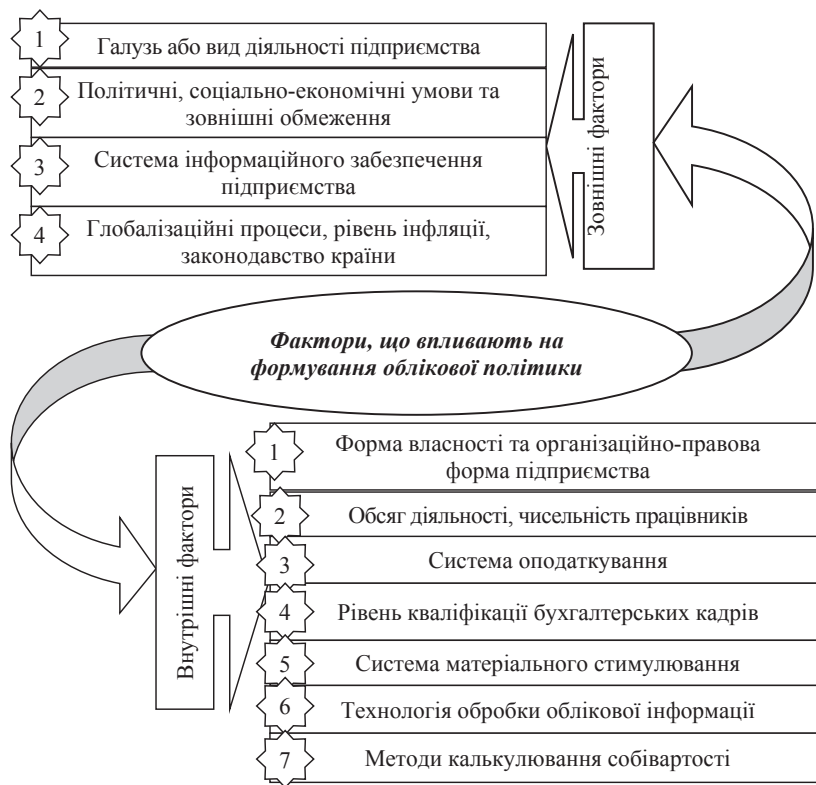 1 Галузь або вид діяльності підприємства
2 Політичні, соціально-економічні умови та
зовнішні обмеження
3 Система інформаційного забезпечення
підприємства
4 Глобалізаційні процеси, рівень інфляції,
законодавство країни
Зовнішні фактори
Фактори, що впливають на
формування облікової політики
Внутрішні фактори
1 Форма власності та організаційно-правова
форма підприємства
2 Обсяг діяльності, чисельність працівників
3 Система оподаткування
4 Рівень кваліфікації бухгалтерських кадрів
5 Система матеріального стимулювання
6 Технологія обробки облікової інформації
7 Методи калькулювання собівартості